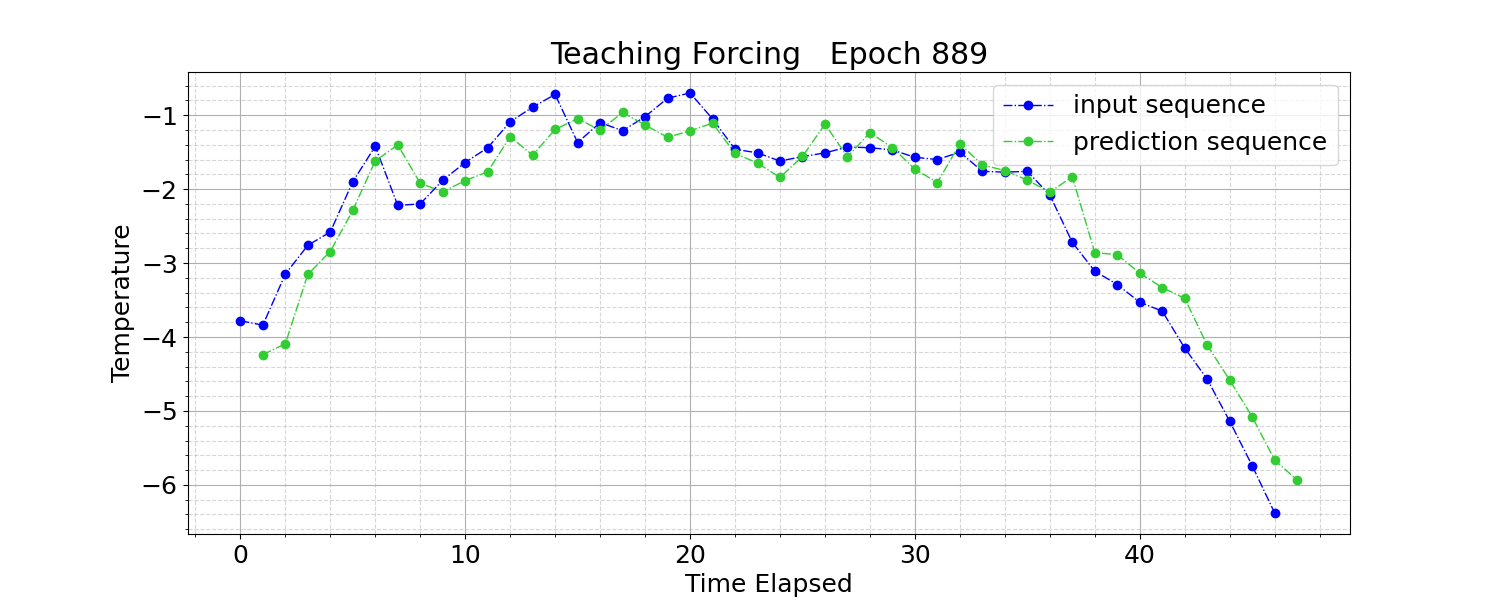 Teaching Forcing   Epoch 889
input sequence
prediction sequence
Temperature
−1
−2
−3
−4
−5
−6
0 10 20 30 40
Time Elapsed